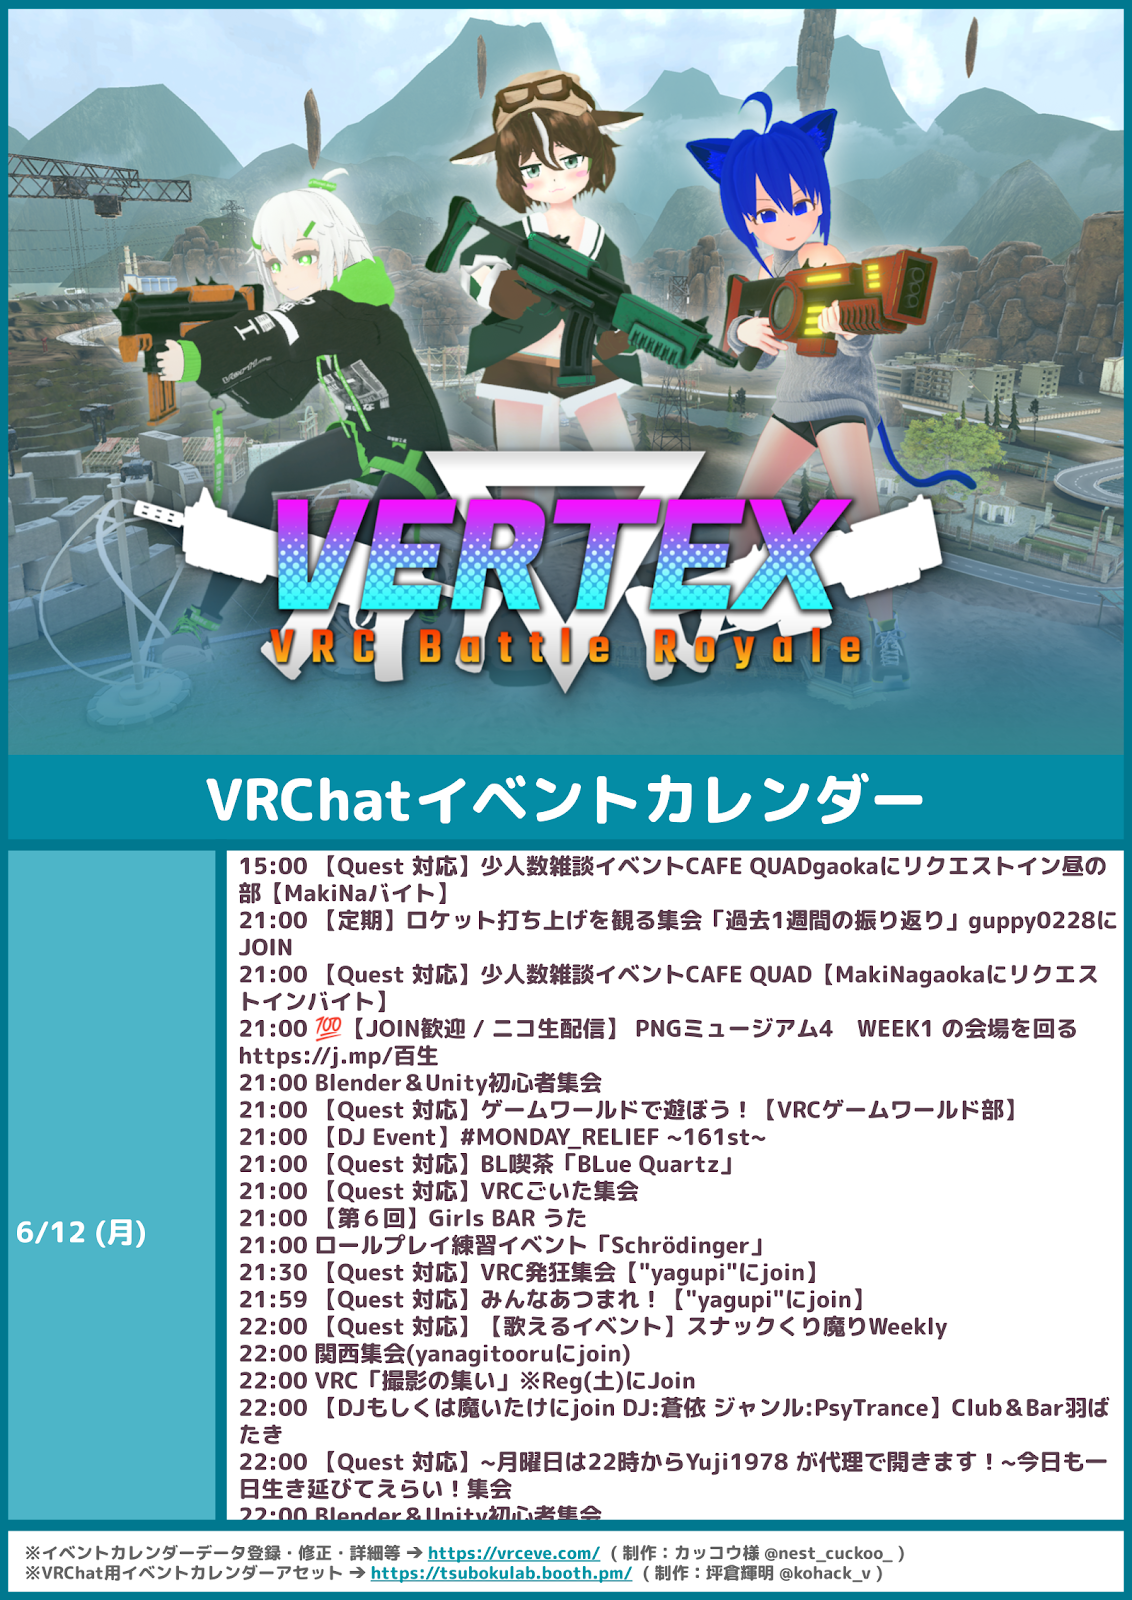 VERTEX
VRC Battle Royale
VRChatイベントカレンダー
6/12 (月)
15:00 【Quest 対応】少人数雑談イベントCAFE QUADgaokaにリクエストイン昼の
部【MakiNaバイト】
21:00 【定期】ロケット打ち上げを観る集会「過去1週間の振り返り」guppy0228に
JOIN
21:00 【Quest 対応】少人数雑談イベントCAFE QUAD【MakiNagaokaにリクエス
トインバイト】
21:00 💯【JOIN歓迎 / ニコ生配信】 PNGミュージアム4　WEEK1 の会場を回る
https://j.mp/百生
21:00 Blender＆Unity初心者集会
21:00 【Quest 対応】ゲームワールドで遊ぼう！【VRCゲームワールド部】
21:00 【DJ Event】#MONDAY_RELIEF ~161st~
21:00 【Quest 対応】BL喫茶「BLue Quartz」
21:00 【Quest 対応】VRCごいた集会
21:00 【第６回】Girls BAR うた
21:00 ロールプレイ練習イベント「Schrödinger」
21:30 【Quest 対応】VRC発狂集会【"yagupi"にjoin】
21:59 【Quest 対応】みんなあつまれ！【"yagupi"にjoin】
22:00 【Quest 対応】【歌えるイベント】スナックくり魔りWeekly
22:00 関西集会(yanagitooruにjoin)
22:00 VRC「撮影の集い」※Reg(土)にJoin
22:00 【DJもしくは魔いたけにjoin DJ:蒼依 ジャンル:PsyTrance】Club＆Bar羽ば
たき
22:00 【Quest 対応】~月曜日は22時からYuji1978 が代理で開きます！~今日も一
日生き延びてえらい！集会
22:00 Blender＆Unity初心者集会
※イベントカレンダーデータ登録・修正・詳細等 ➔ https://vrceve.com/ ( 制作：カッコウ様 @nest_cuckoo_ )
※VRChat用イベントカレンダーアセット ➔ https://tsubokulab.booth.pm/ ( 制作：坪倉輝明 @kohack_v )